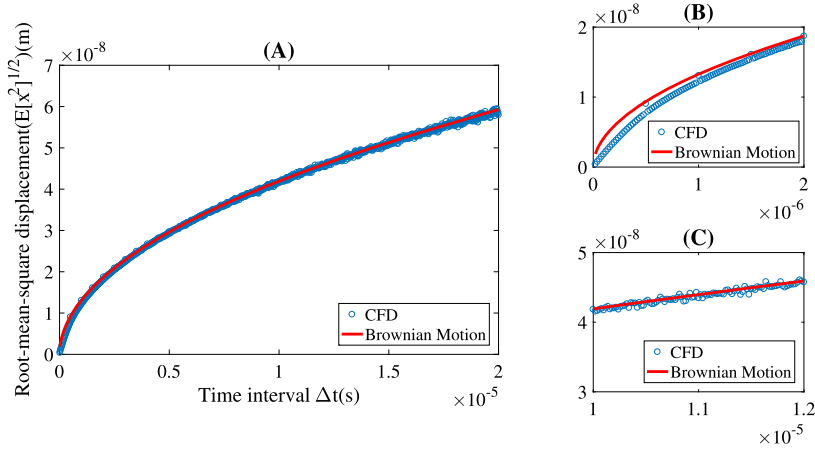 (A)
×10^-8
Root-mean-square displacement(E[x^2]^1/2)(m)
7
6
5
4
3
2
1
0
0
0.5
1
1.5
2
×10^-5
Time interval Δt(s)
CFD
Brownian Motion
(B)
×10^-8
2
1
0
0
1
2
×10^-6
CFD
Brownian Motion
(C)
×10^-8
5
4
3
1
1.1
1.2
×10^-5
CFD
Brownian Motion